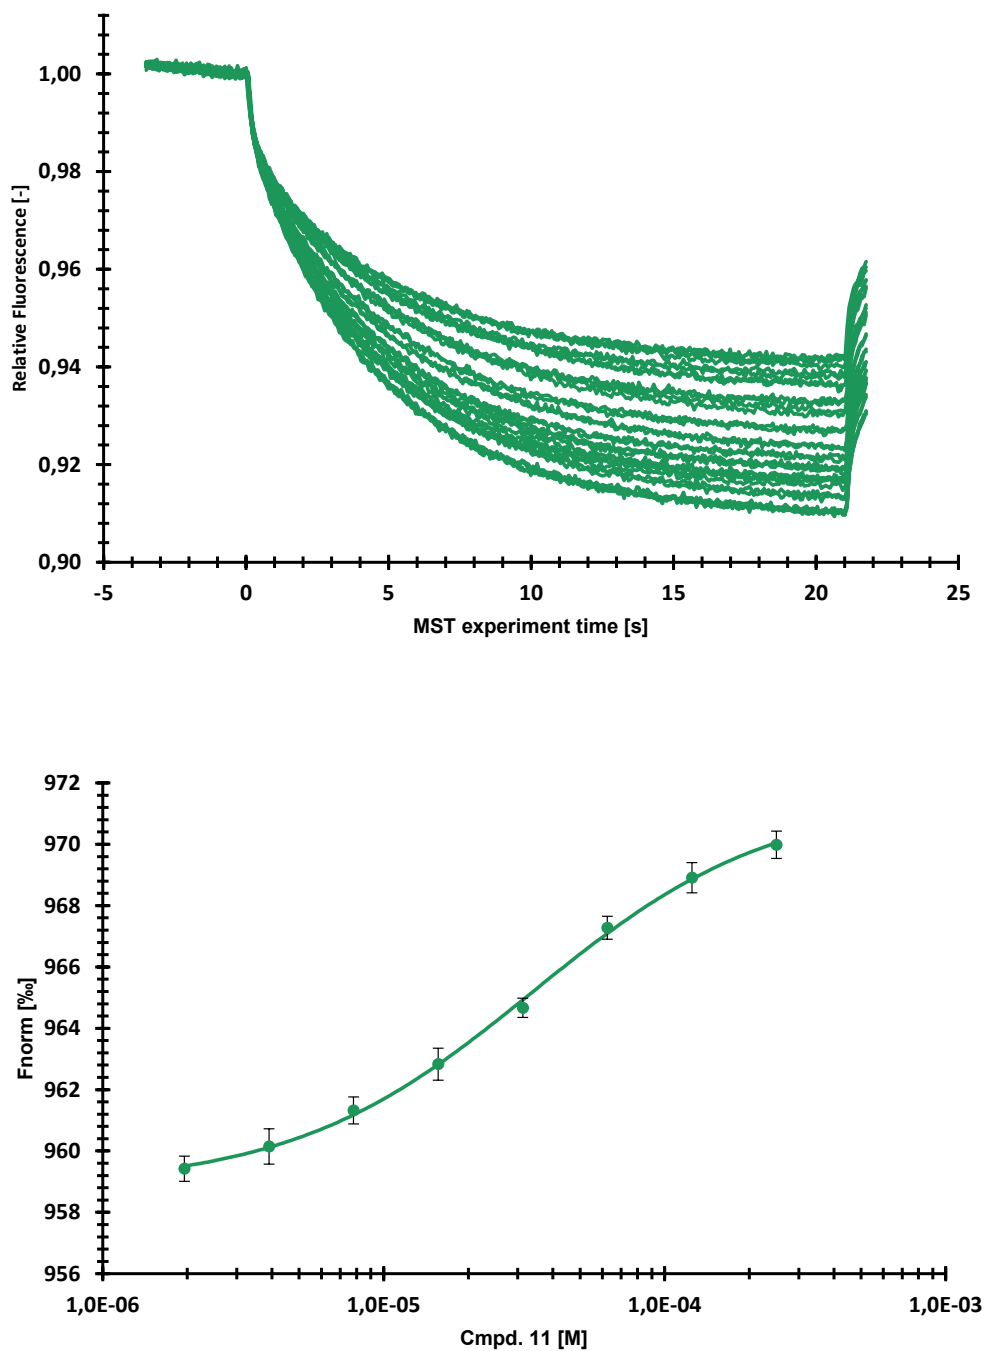 Relative Fluorescence [-]
1,00
0,98
0,96
0,94
0,92
0,90
-5 0 5 10 15 20 25
MST experiment time [s]
Fnorm [‰]
972
970
968
966
964
962
960
958
956
1,0E-06 1,0E-05 1,0E-04 1,0E-03
Cmpd. 11 [M]